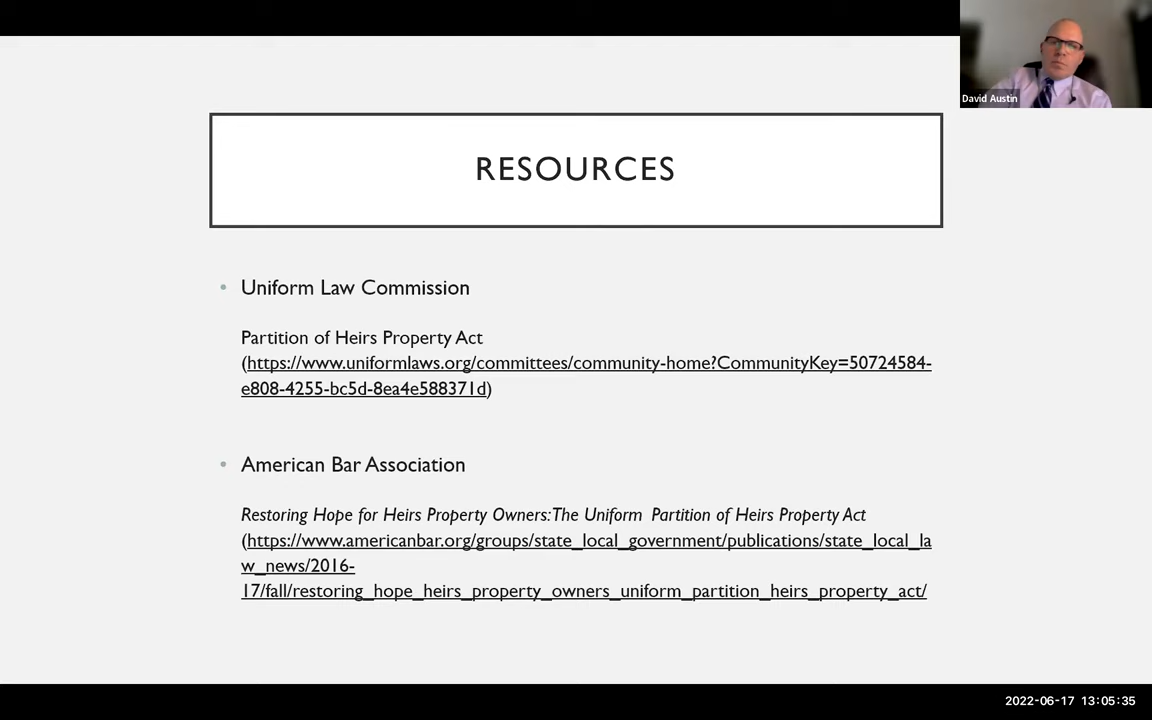 David Austin
RESOURCES
• Uniform Law Commission
Partition of Heirs Property Act
(https://www.uniformlaws.org/committees/community-home?CommunityKey=50724584-
e808-4255-bc5d-8ea4e588371d)
• American Bar Association
Restoring Hope for Heirs Property Owners: The Uniform Partition of Heirs Property Act
(https://www.americanbar.org/groups/state_local_government/publications/state_local_la
w_news/2016-
17/fall/restoring_hope_heirs_property_owners_uniform_partition_heirs_property_act/
2022-06-17 13:05:35